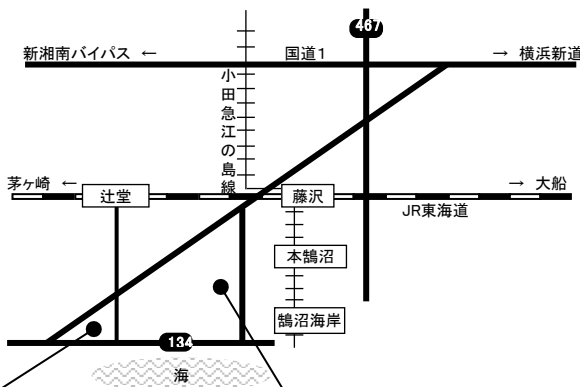 467
新湘南バイパス ←
国道1
→ 横浜新道
小田急江の島線
茅ヶ崎 ←
辻堂
藤沢
→ 大船
JR東海道
本鵠沼
鵠沼海岸
134
海